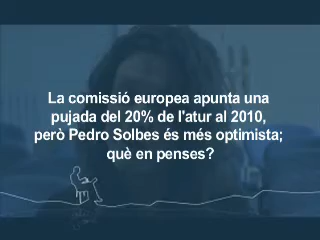 La comissió europea apunta una
pujada del 20% de l'atur al 2010,
però Pedro Solbes és més optimista;
què en penses?